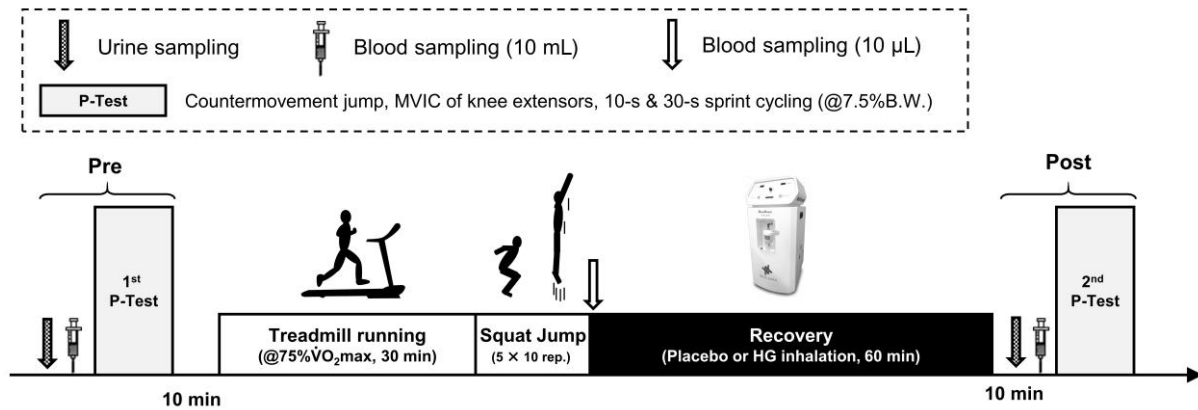 Urine sampling
Blood sampling (10 mL)
Blood sampling (10 µL)
P-Test
Countermovement jump, MVIC of knee extensors, 10-s & 30-s sprint cycling (@7.5%B.W.)
Pre
Post
1st
P-Test
2nd
P-Test
Treadmill running
(@75%V̇O2max, 30 min)
Squat Jump
(5 × 10 rep.)
Recovery
(Placebo or HG inhalation, 60 min)
10 min
10 min